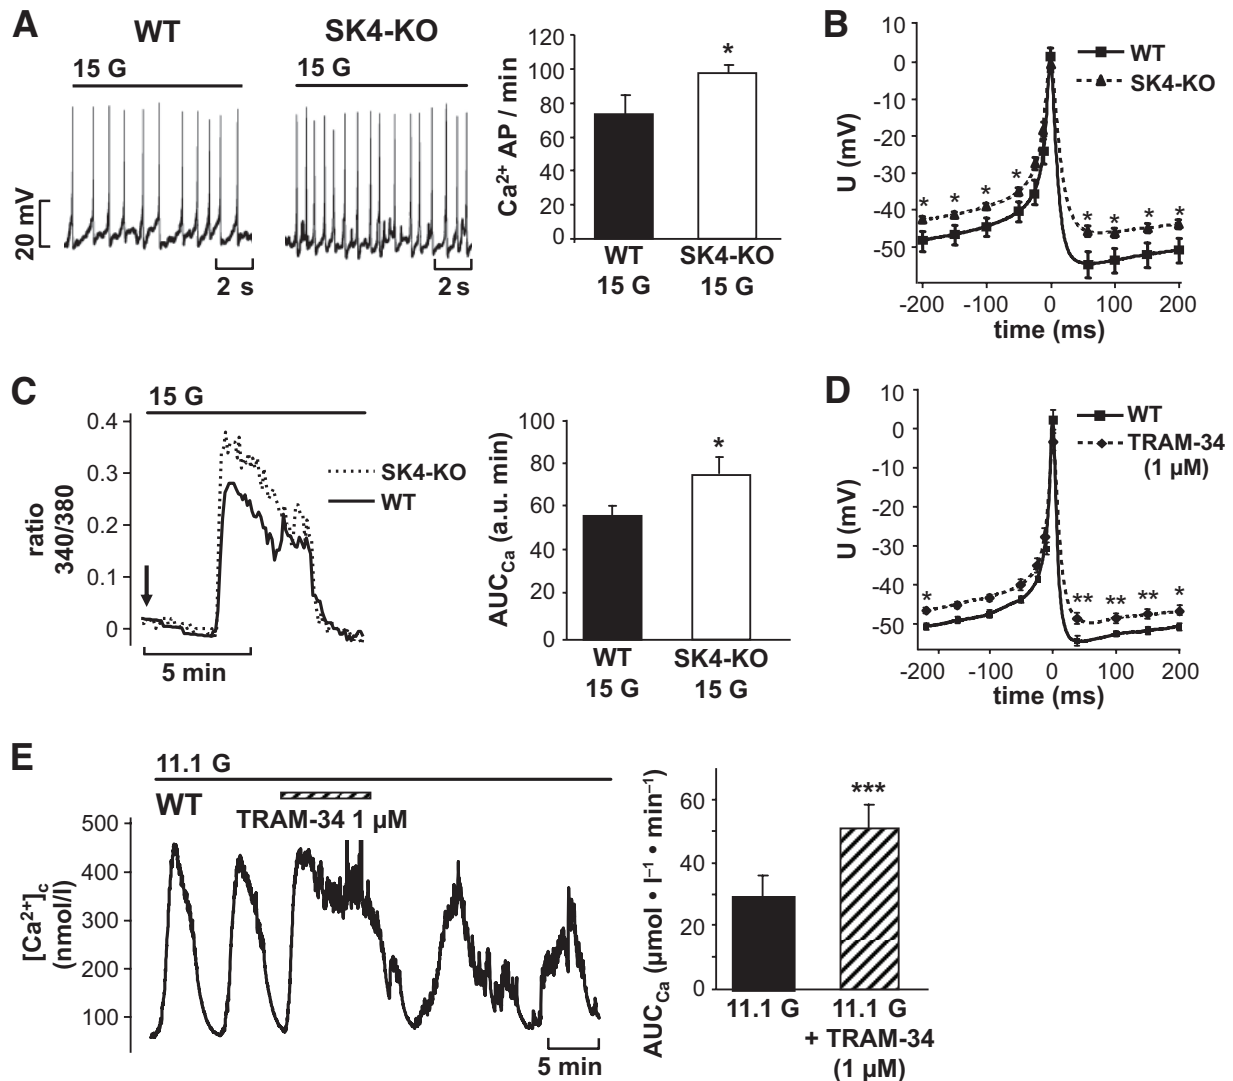 A
WT
SK4-KO
15 G
15 G
20 mV
2 s
2 s
Ca²⁺ AP / min
120
100
80
60
40
20
0
*
WT
15 G
SK4-KO
15 G
B
U (mV)
10
0
-10
-20
-30
-40
-50
WT
SK4-KO
* * * * * * * *
-200 -100 0 100 200
time (ms)
C
15 G
ratio
340/380
0.4
0.3
0.2
0.1
0
SK4-KO
WT
5 min
AUC_Ca (a.u. min)
100
80
60
40
20
0
*
WT
15 G
SK4-KO
15 G
D
U (mV)
10
0
-10
-20
-30
-40
-50
WT
TRAM-34
(1 µM)
* ** ** ** *
-200 -100 0 100 200
time (ms)
E
11.1 G
WT
TRAM-34 1 µM
[Ca²⁺]c
(nmol/l)
500
400
300
200
100
5 min
AUC_Ca (µmol • l⁻¹ • min⁻¹)
60
40
20
0
***
11.1 G
11.1 G
+ TRAM-34
(1 µM)